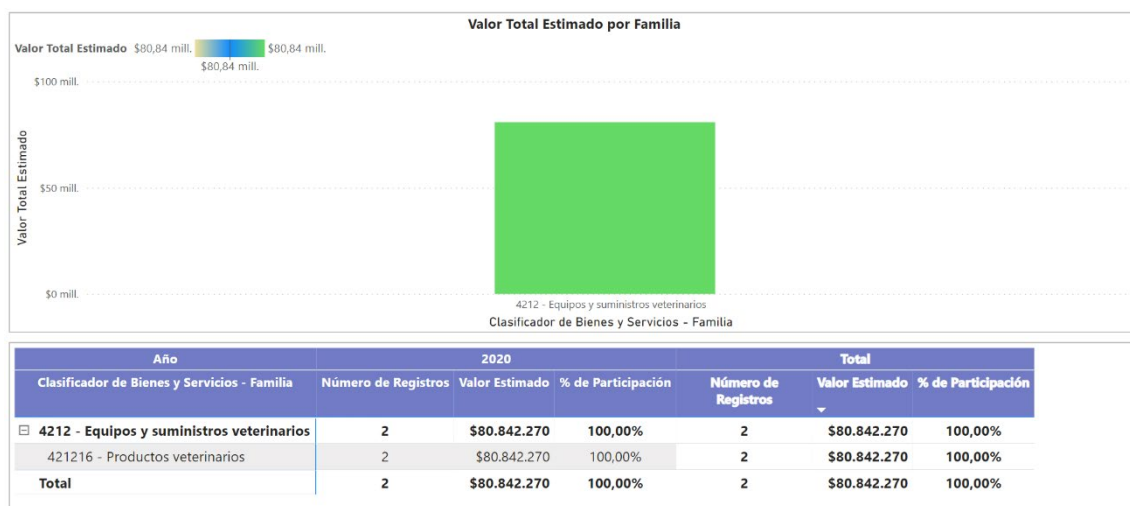 Valor Total Estimado por Familia
Valor Total Estimado $80,84 mill. $80,84 mill.
$80,84 mill.
$100 mill.
$50 mill.
$0 mill.
Valor Total Estimado
4212 - Equipos y suministros veterinarios
Clasificador de Bienes y Servicios - Familia
Año 2020 Total
Clasificador de Bienes y Servicios - Familia Número de Registros Valor Estimado % de Participación Número de Registros Valor Estimado % de Participación
4212 - Equipos y suministros veterinarios 2 $80.842.270 100,00% 2 $80.842.270 100,00%
421216 - Productos veterinarios 2 $80.842.270 100,00% 2 $80.842.270 100,00%
Total 2 $80.842.270 100,00% 2 $80.842.270 100,00%